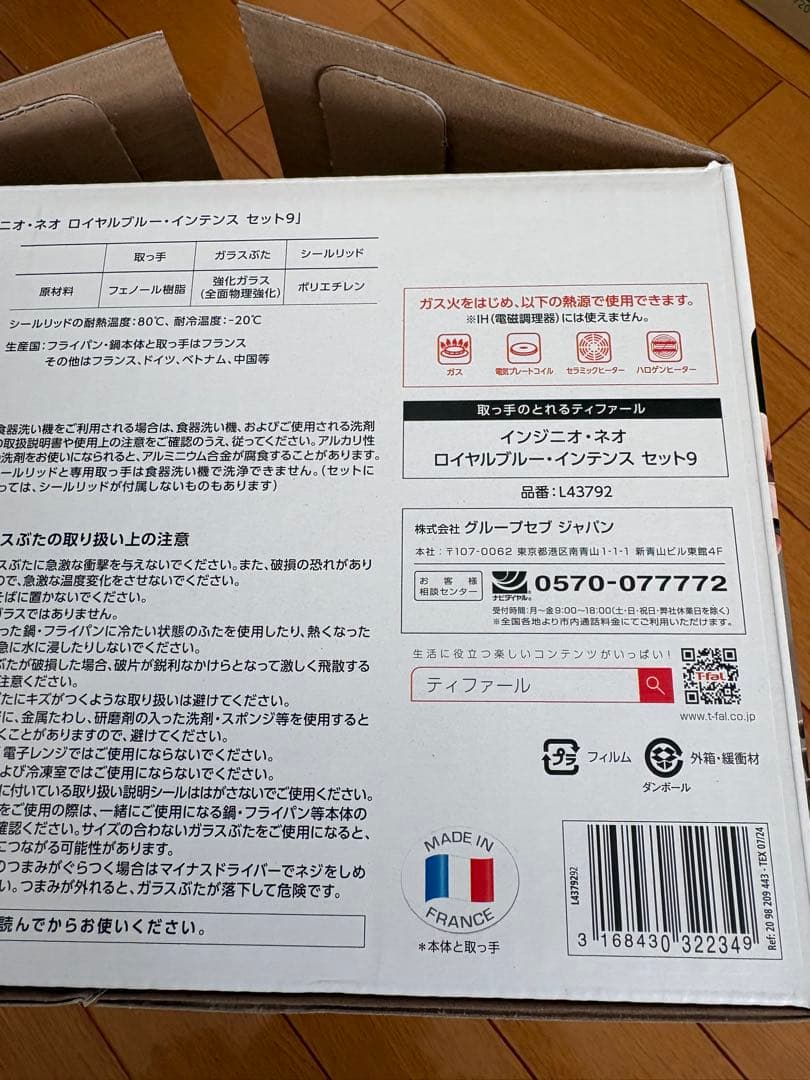 ニオ・ネオ ロイヤルブルー・インテンス セット9」
取っ手 ガラスぶた シールリッド
原材料 フェノール樹脂 強化ガラス(全面物理強化) ポリエチレン
シールリッドの耐熱温度:80℃、耐冷温度:-20℃
生産国:フライパン・鍋本体と取っ手はフランス
その他はフランス、ドイツ、ベトナム、中国等
食器洗い機をご利用される場合は、食器洗い機、およびご使用される洗剤
の取扱説明書や使用上の注意をご確認のうえ、従ってください。アルカリ性
洗剤をお使いになられると、アルミニウム合金が腐食することがあります。
ールリッドと専用取っ手は食器洗い機で洗浄できません。(セットに
っては、シールリッドが付属しないものもあります)
スぶたの取り扱い上の注意
スぶたに急激な衝撃を与えないでください。また、破損の恐れがあり
ので、急激な温度変化をさせないでください。
そばに置かないでください。
ガラスではありません。
った鍋・フライパンに冷たい状態のふたを使用したり、熱くなった
急に水に浸したりしないでください。
ぶたが破損した場合、破片が鋭利なかけらとなって激しく飛散する
注意ください。
たにキズがつくような取り扱いは避けてください。
に、金属たわし、研磨剤の入った洗剤・スポンジ等を使用すると
くことがありますので、避けてください。
電子レンジではご使用にならないでください。
よび冷凍室ではご使用にならないでください。
に付いている取り扱い説明シールははがさないでご使用ください。
をご使用の際は、一緒にご使用になる鍋・フライパン等本体の
確認ください。サイズの合わないガラスぶたをご使用になると、
につながる可能性があります。
のつまみがぐらつく場合はマイナスドライバーでネジをしめ
い。つまみが外れると、ガラスぶたが落下して危険です。
読んでからお使いください。
ガス火をはじめ、以下の熱源で使用できます。
※IH(電磁調理器)には使えません。
ガス 電気プレートコイル セラミックヒーター ハロゲンヒーター
取っ手のとれるティファール
インジニオ・ネオ
ロイヤルブルー・インテンス セット9
品番:L43792
株式会社 グループセブ ジャパン
本社:〒107-0062 東京都港区南青山1-1-1 新青山ビル東館4F
お客様
相談センター ナビダイヤル 0570-077772
受付時間:月~金9:00~18:00(土・日・祝日・弊社休業日を除く)
※全国各地より市内通話料金にてご利用いただけます。
生活に役立つ楽しいコンテンツがいっぱい!
ティファール
T-fal
www.t-fal.co.jp
プラ フィルム 外箱・緩衝材
ダンボール
MADE IN
FRANCE
*本体と取っ手
L4379292
3 168430 322349
Ref: 20 98 209 443 - TEX 07/24